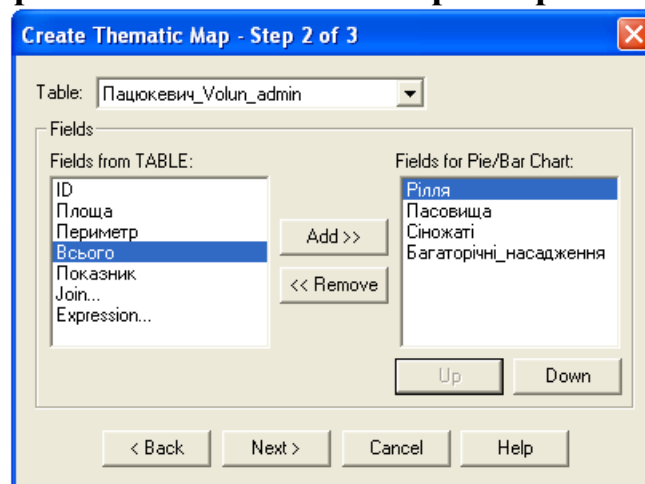 Create Thematic Map - Step 2 of 3
Table: Пацюкевич_Volun_admin
Fields
Fields from TABLE:
ID
Площа
Периметр
Всього
Показник
Join...
Expression...
Add >>
<< Remove
Fields for Pie/Bar Chart:
Рілля
Пасовища
Сіножаті
Багаторічні_насадження
Up Down
< Back Next > Cancel Help